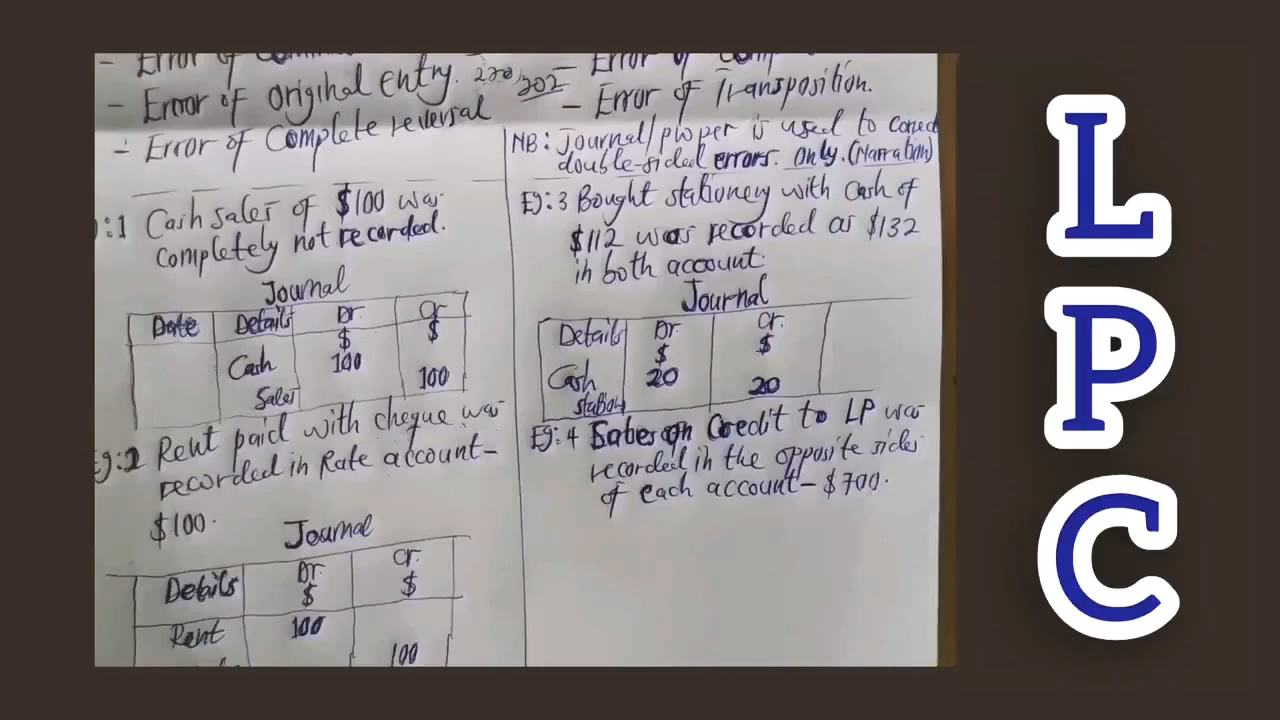 - Error of
- Error of Original Entry. 220, 202
- Error of Complete reversal
:1 Cash sales of $100 was
completely not recorded.
Journal
Date Details Dr. Cr.
$ $
Cash 100
Sales 100
Eg:2 Rent paid with cheque was
recorded in Rate account-
$100.
Journal
Details Dr. Cr.
$ $
Rent 100
100
- Error of
- Error of Transposition.
NB: Journal/proper is used to correct
double-sided errors. Only. (Narration)
Eg:3 Bought stationery with cash of
$112 was recorded as $132
in both account.
Journal
Details Dr. Cr.
$ $
Cash 20
20
Eg:4 Sales on Credit to LP was
recorded in the opposite sides
of each account- $700.
L
P
C